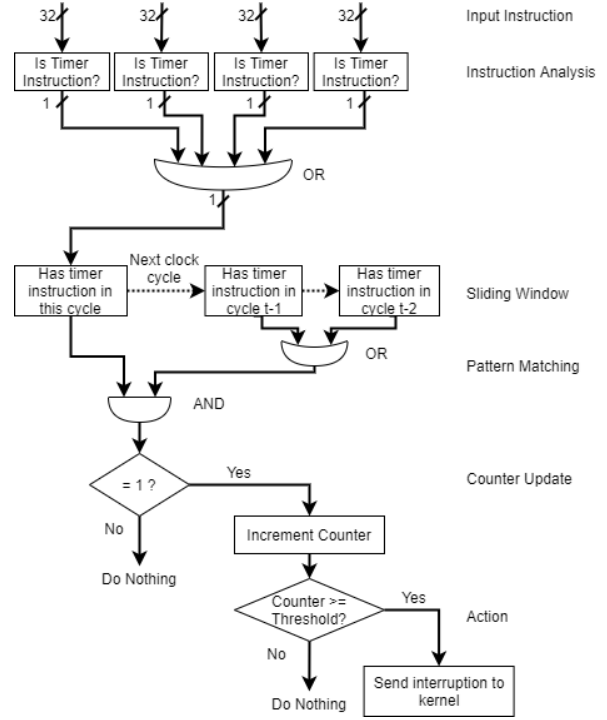 32 32 32 32 Input Instruction
Is Timer Is Timer Is Timer Is Timer
Instruction? Instruction? Instruction? Instruction? Instruction Analysis
1 1 1 1
OR
1
Next clock
cycle
Has timer Has timer Has timer
instruction in instruction in instruction in Sliding Window
this cycle cycle t-1 cycle t-2
OR
Pattern Matching
AND
= 1 ? Yes Counter Update
No
Increment Counter
Do Nothing
Counter >= Yes
Threshold? Action
No
Send interruption to
kernel
Do Nothing